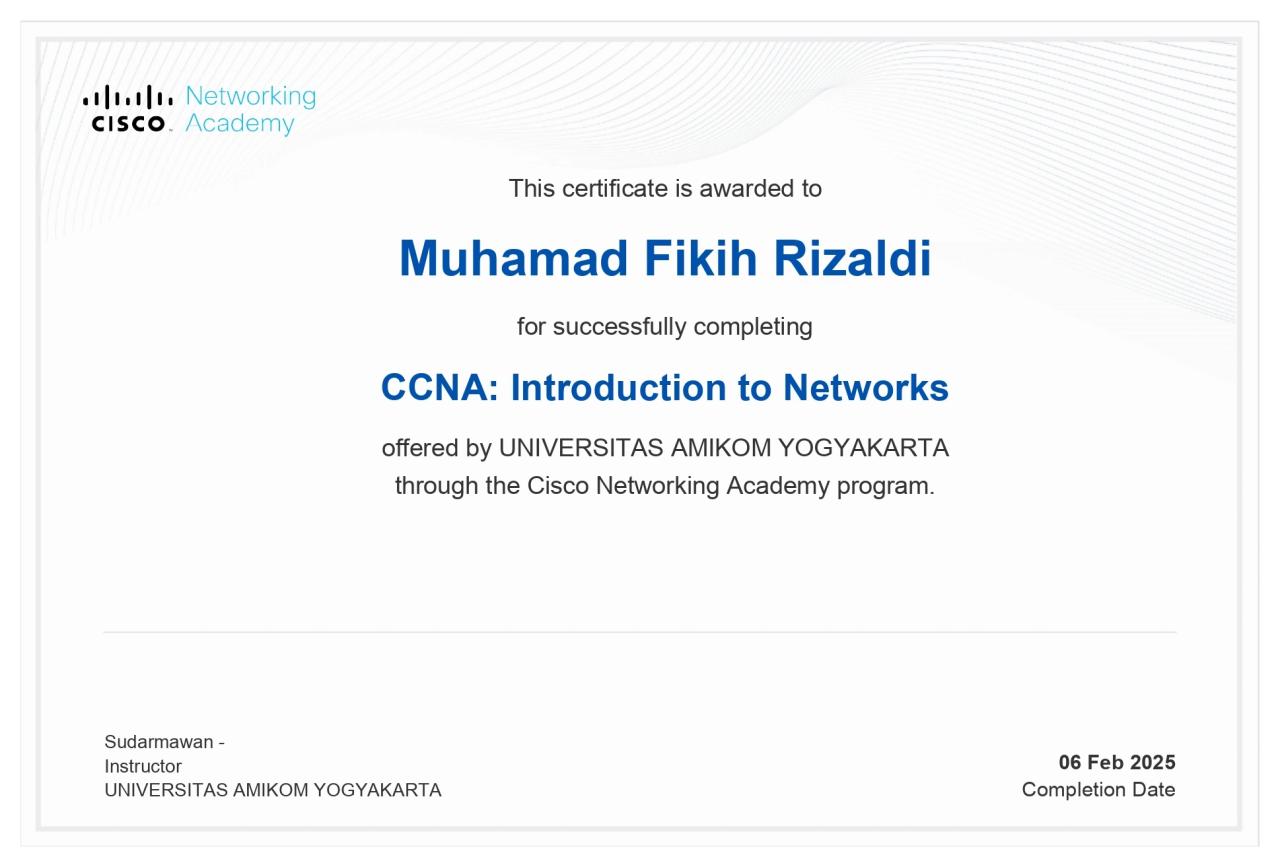 Networking
CISCO Academy
This certificate is awarded to
Muhamad Fikih Rizaldi
for successfully completing
CCNA: Introduction to Networks
offered by UNIVERSITAS AMIKOM YOGYAKARTA
through the Cisco Networking Academy program.
Sudarmawan -
Instructor
UNIVERSITAS AMIKOM YOGYAKARTA
06 Feb 2025
Completion Date